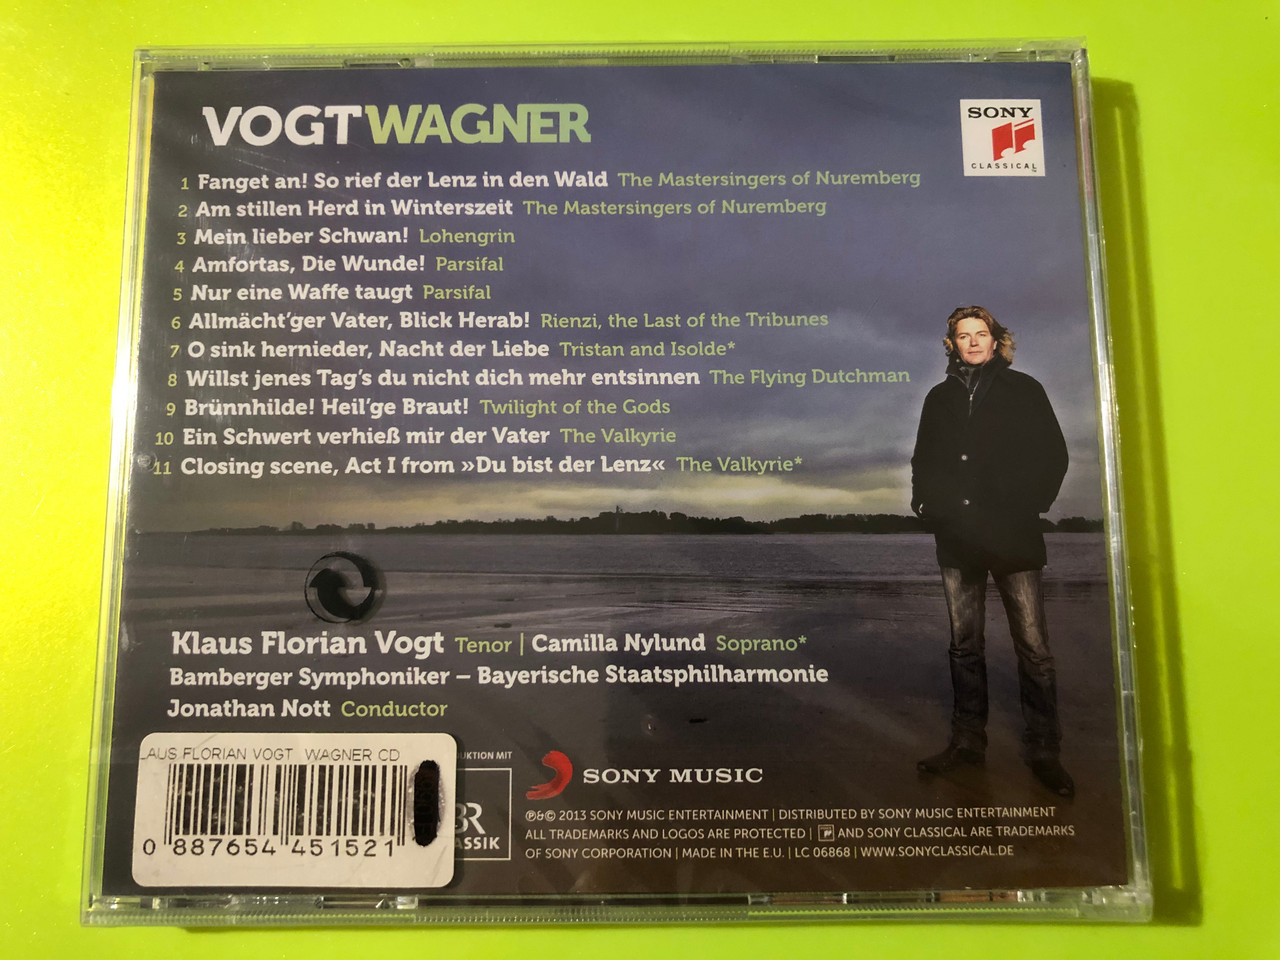 VOGTWAGNER
SONY
CLASSICAL
1 Fanget an! So rief der Lenz in den Wald The Mastersingers of Nuremberg
2 Am stillen Herd in Winterszeit The Mastersingers of Nuremberg
3 Mein lieber Schwan! Lohengrin
4 Amfortas, Die Wunde! Parsifal
5 Nur eine Waffe taugt Parsifal
6 Allmächt'ger Vater, Blick Herab! Rienzi, the Last of the Tribunes
7 O sink hernieder, Nacht der Liebe Tristan and Isolde*
8 Willst jenes Tag's du nicht dich mehr entsinnen The Flying Dutchman
9 Brünnhilde! Heil'ge Braut! Twilight of the Gods
10 Ein Schwert verhieß mir der Vater The Valkyrie
11 Closing scene, Act I from »Du bist der Lenz« The Valkyrie*
Klaus Florian Vogt Tenor | Camilla Nylund Soprano*
Bamberger Symphoniker – Bayerische Staatsphilharmonie
Jonathan Nott Conductor
LAUS FLORIAN VOGT WAGNER CD
0 887654 451521
UKTION MIT
BR
ASSIK
SONY MUSIC
℗&© 2013 SONY MUSIC ENTERTAINMENT | DISTRIBUTED BY SONY MUSIC ENTERTAINMENT
ALL TRADEMARKS AND LOGOS ARE PROTECTED | AND SONY CLASSICAL ARE TRADEMARKS
OF SONY CORPORATION | MADE IN THE E.U. | LC 06868 | WWW.SONYCLASSICAL.DE